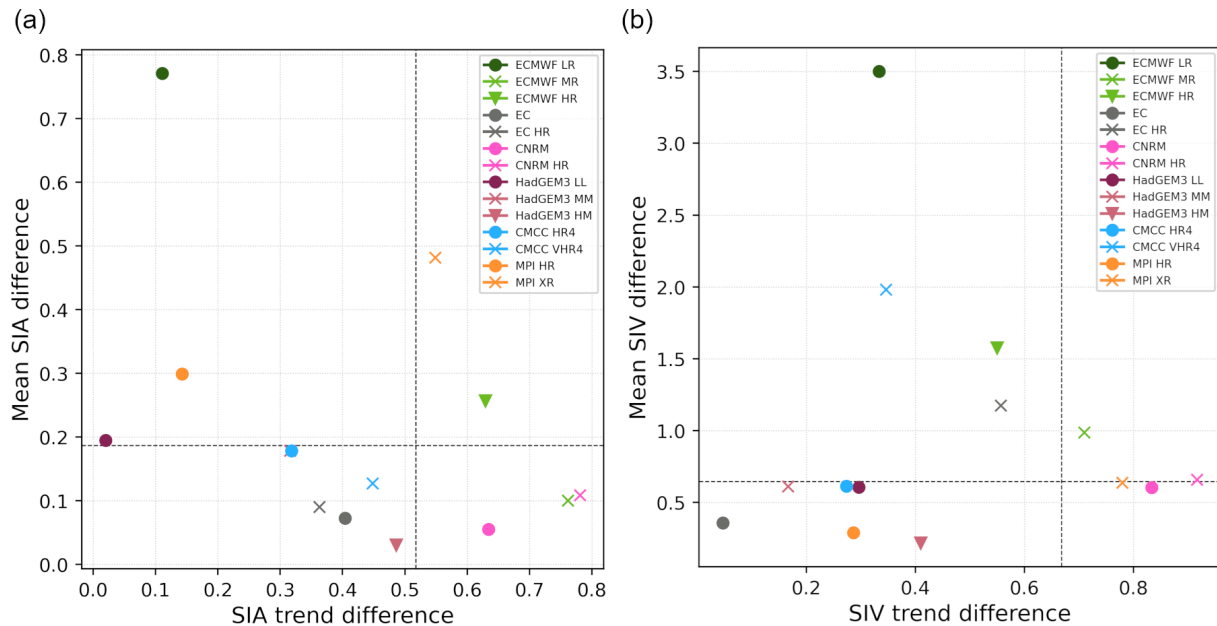 (a)
Mean SIA difference
0.8
0.7
0.6
0.5
0.4
0.3
0.2
0.1
0.0
0.0 0.1 0.2 0.3 0.4 0.5 0.6 0.7 0.8
SIA trend difference
ECMWF LR
ECMWF MR
ECMWF HR
EC
EC HR
CNRM
CNRM HR
HadGEM3 LL
HadGEM3 MM
HadGEM3 HM
CMCC HR4
CMCC VHR4
MPI HR
MPI XR
(b)
Mean SIV difference
3.5
3.0
2.5
2.0
1.5
1.0
0.5
0.2 0.4 0.6 0.8
SIV trend difference
ECMWF LR
ECMWF MR
ECMWF HR
EC
EC HR
CNRM
CNRM HR
HadGEM3 LL
HadGEM3 MM
HadGEM3 HM
CMCC HR4
CMCC VHR4
MPI HR
MPI XR